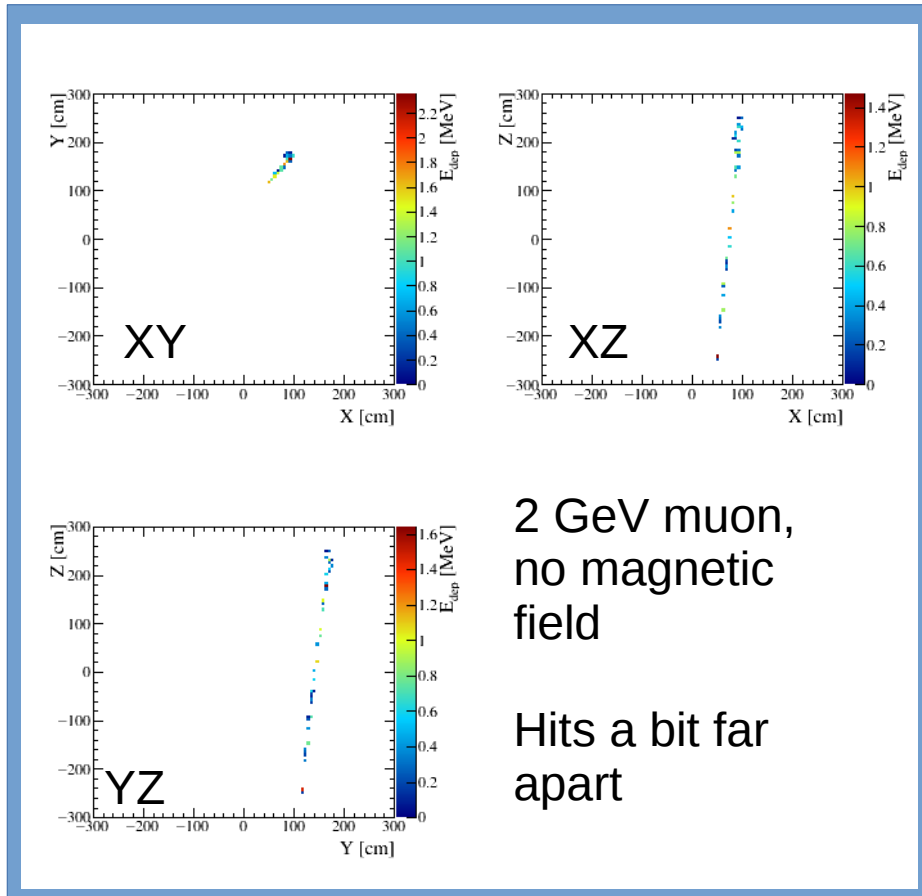 300
200
100
0
−100
−200
−300
Y [cm]
−300 −200 −100 0 100 200 300
X [cm]
2.2
2
1.8
1.6
1.4
1.2
1
0.8
0.6
0.4
0.2
0
E_dep [MeV]
XY
300
200
100
0
−100
−200
−300
Z [cm]
−300 −200 −100 0 100 200 300
X [cm]
1.4
1.2
1
0.8
0.6
0.4
0.2
0
E_dep [MeV]
XZ
300
200
100
0
−100
−200
−300
Z [cm]
−300 −200 −100 0 100 200 300
Y [cm]
1.6
1.4
1.2
1
0.8
0.6
0.4
0.2
0
E_dep [MeV]
YZ
2 GeV muon,
no magnetic
field
Hits a bit far
apart